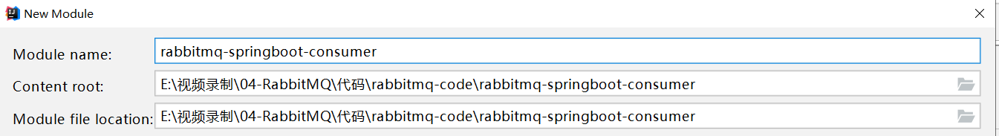 New Module
Module name: rabbitmq-springboot-consumer
Content root: E:\视频录制\04-RabbitMQ\代码\rabbitmq-code\rabbitmq-springboot-consumer
Module file location: E:\视频录制\04-RabbitMQ\代码\rabbitmq-code\rabbitmq-springboot-consumer